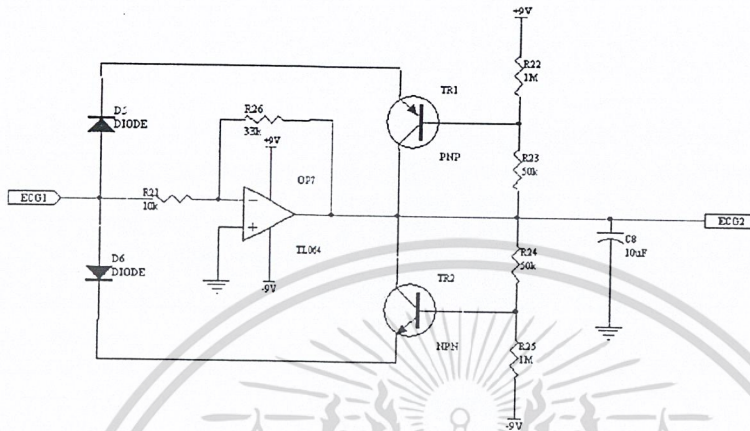 +9V
R22
1M
TR1
D5
DIODE
R26
33k
+9V
PNP
R23
50k
OP7
ECG1
R21
10k
ECG2
TL064
D6
DIODE
-9V
TR2
R24
50k
C8
10uF
NPN
R25
1M
-9V